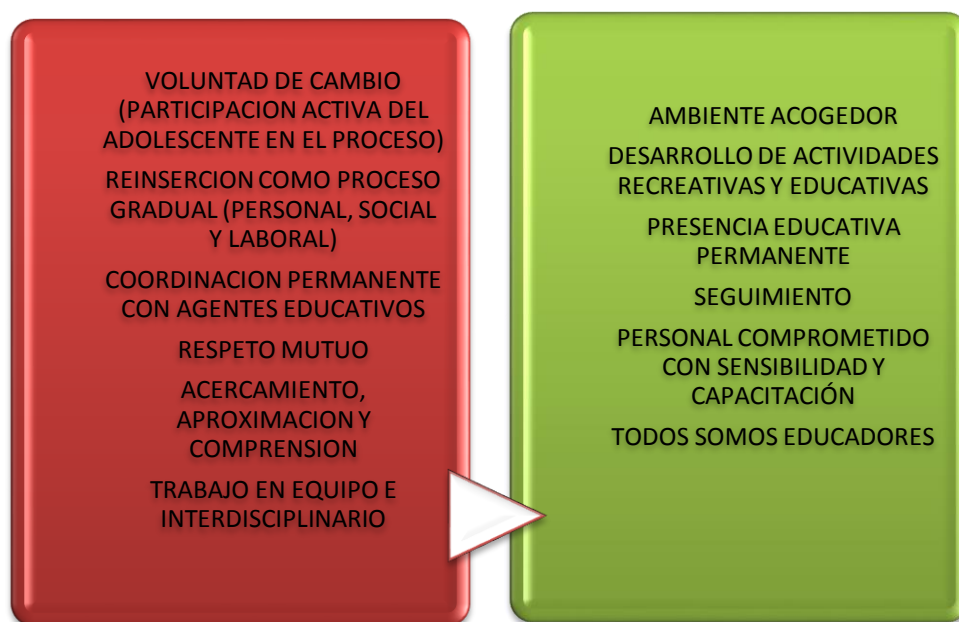 VOLUNTAD DE CAMBIO
(PARTICIPACION ACTIVA DEL
ADOLESCENTE EN EL PROCESO)
REINSERCION COMO PROCESO
GRADUAL (PERSONAL, SOCIAL
Y LABORAL)
COORDINACION PERMANENTE
CON AGENTES EDUCATIVOS
RESPETO MUTUO
ACERCAMIENTO,
APROXIMACION Y
COMPRENSION
TRABAJO EN EQUIPO E
INTERDISCIPLINARIO
AMBIENTE ACOGEDOR
DESARROLLO DE ACTIVIDADES
RECREATIVAS Y EDUCATIVAS
PRESENCIA EDUCATIVA
PERMANENTE
SEGUIMIENTO
PERSONAL COMPROMETIDO
CON SENSIBILIDAD Y
CAPACITACIÓN
TODOS SOMOS EDUCADORES